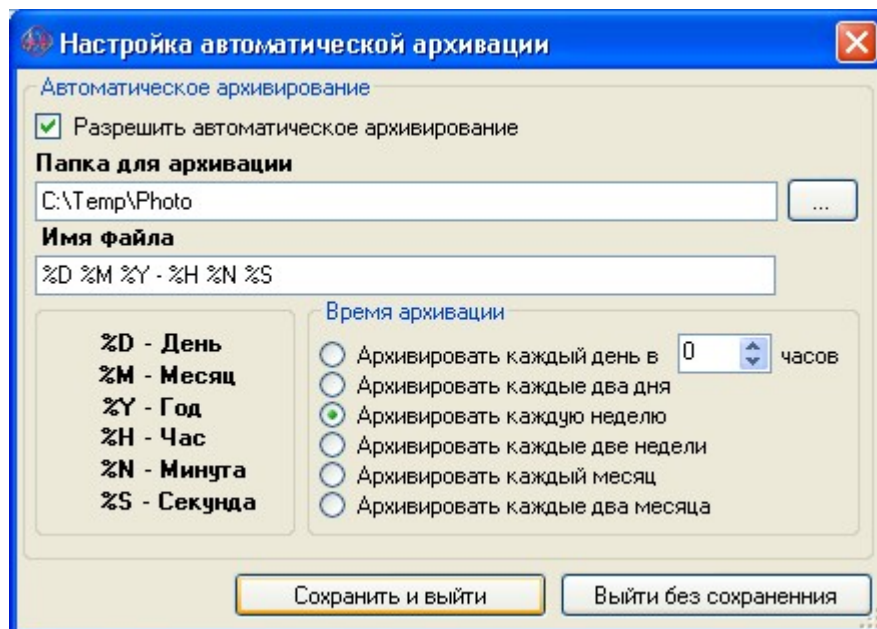 Настройка автоматической архивации
Автоматическое архивирование
Разрешить автоматическое архивирование
Папка для архивации
C:\Temp\Photo
...
Имя файла
%D %M %Y - %H %N %S
%D - День
%M - Месяц
%Y - Год
%H - Час
%N - Минута
%S - Секунда
Время архивации
Архивировать каждый день в 0 часов
Архивировать каждые два дня
Архивировать каждую неделю
Архивировать каждые две недели
Архивировать каждый месяц
Архивировать каждые два месяца
Сохранить и выйти
Выйти без сохраненния